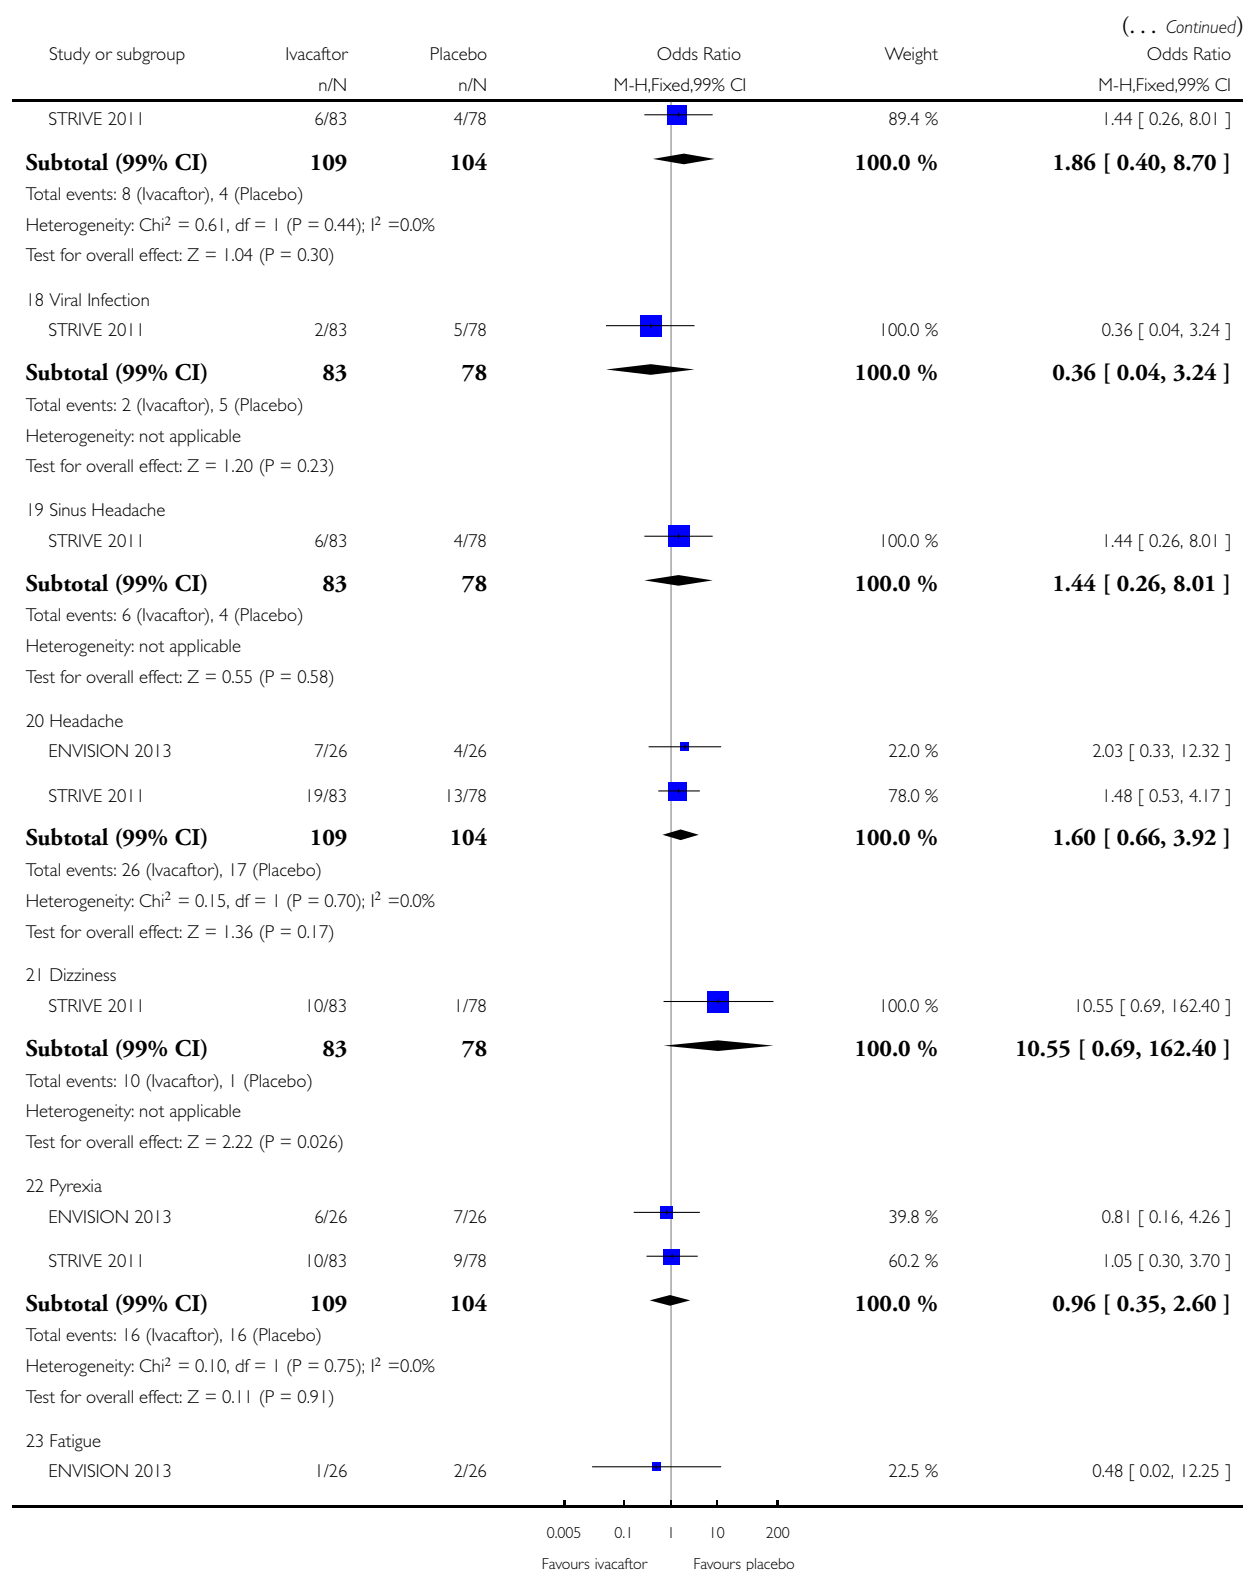 (... Continued)
Study or subgroup Ivacaftor Placebo Odds Ratio Weight Odds Ratio
n/N n/N M-H,Fixed,99% CI M-H,Fixed,99% CI
STRIVE 2011 6/83 4/78 89.4 % 1.44 [ 0.26, 8.01 ]
Subtotal (99% CI) 109 104 100.0 % 1.86 [ 0.40, 8.70 ]
Total events: 8 (Ivacaftor), 4 (Placebo)
Heterogeneity: Chi² = 0.61, df = 1 (P = 0.44); I² =0.0%
Test for overall effect: Z = 1.04 (P = 0.30)
18 Viral Infection
STRIVE 2011 2/83 5/78 100.0 % 0.36 [ 0.04, 3.24 ]
Subtotal (99% CI) 83 78 100.0 % 0.36 [ 0.04, 3.24 ]
Total events: 2 (Ivacaftor), 5 (Placebo)
Heterogeneity: not applicable
Test for overall effect: Z = 1.20 (P = 0.23)
19 Sinus Headache
STRIVE 2011 6/83 4/78 100.0 % 1.44 [ 0.26, 8.01 ]
Subtotal (99% CI) 83 78 100.0 % 1.44 [ 0.26, 8.01 ]
Total events: 6 (Ivacaftor), 4 (Placebo)
Heterogeneity: not applicable
Test for overall effect: Z = 0.55 (P = 0.58)
20 Headache
ENVISION 2013 7/26 4/26 22.0 % 2.03 [ 0.33, 12.32 ]
STRIVE 2011 19/83 13/78 78.0 % 1.48 [ 0.53, 4.17 ]
Subtotal (99% CI) 109 104 100.0 % 1.60 [ 0.66, 3.92 ]
Total events: 26 (Ivacaftor), 17 (Placebo)
Heterogeneity: Chi² = 0.15, df = 1 (P = 0.70); I² =0.0%
Test for overall effect: Z = 1.36 (P = 0.17)
21 Dizziness
STRIVE 2011 10/83 1/78 100.0 % 10.55 [ 0.69, 162.40 ]
Subtotal (99% CI) 83 78 100.0 % 10.55 [ 0.69, 162.40 ]
Total events: 10 (Ivacaftor), 1 (Placebo)
Heterogeneity: not applicable
Test for overall effect: Z = 2.22 (P = 0.026)
22 Pyrexia
ENVISION 2013 6/26 7/26 39.8 % 0.81 [ 0.16, 4.26 ]
STRIVE 2011 10/83 9/78 60.2 % 1.05 [ 0.30, 3.70 ]
Subtotal (99% CI) 109 104 100.0 % 0.96 [ 0.35, 2.60 ]
Total events: 16 (Ivacaftor), 16 (Placebo)
Heterogeneity: Chi² = 0.10, df = 1 (P = 0.75); I² =0.0%
Test for overall effect: Z = 0.11 (P = 0.91)
23 Fatigue
ENVISION 2013 1/26 2/26 22.5 % 0.48 [ 0.02, 12.25 ]
0.005 0.1 1 10 200
Favours ivacaftor Favours placebo